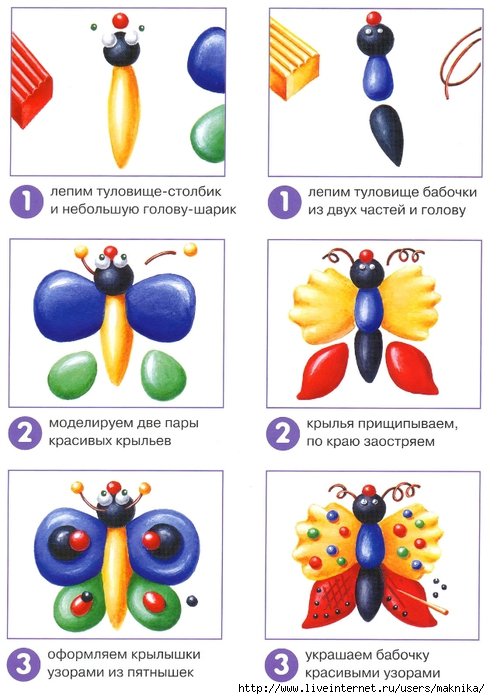 1 лепим туловище-столбик
и небольшую голову-шарик
1 лепим туловище бабочки
из двух частей и голову
2 моделируем две пары
красивых крыльев
2 крылья прищипываем,
по краю заостряем
3 оформляем крылышки
узорами из пятнышек
3 украшаем бабочку
красивыми узорами
http://www.liveinternet.ru/users/maknika/